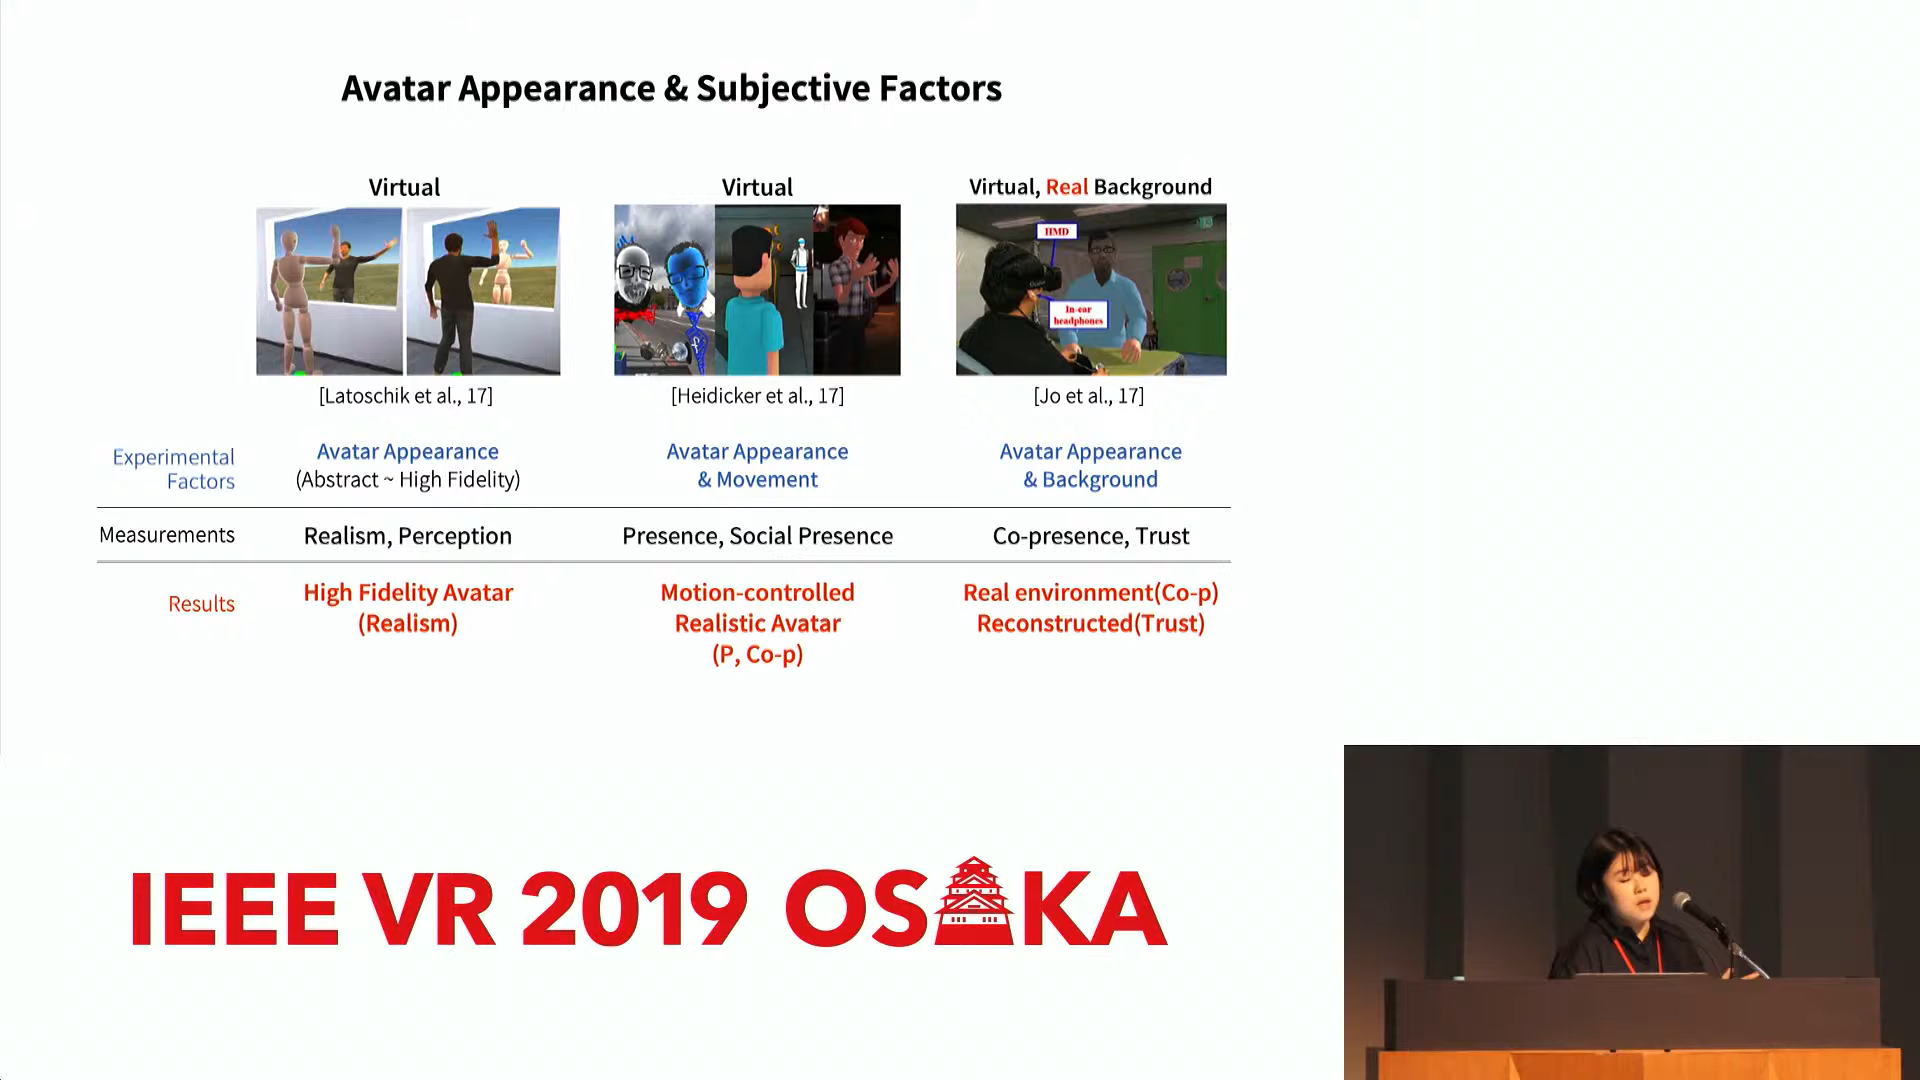 Avatar Appearance & Subjective Factors
Virtual
Virtual
Virtual, Real Background
HMD
In-ear
headphones
[Latoschik et al., 17]
[Heidicker et al., 17]
[Jo et al., 17]
Experimental
Factors
Avatar Appearance
(Abstract ~ High Fidelity)
Avatar Appearance
& Movement
Avatar Appearance
& Background
Measurements
Realism, Perception
Presence, Social Presence
Co-presence, Trust
Results
High Fidelity Avatar
(Realism)
Motion-controlled
Realistic Avatar
(P, Co-p)
Real environment(Co-p)
Reconstructed(Trust)
IEEE VR 2019 OSAKA